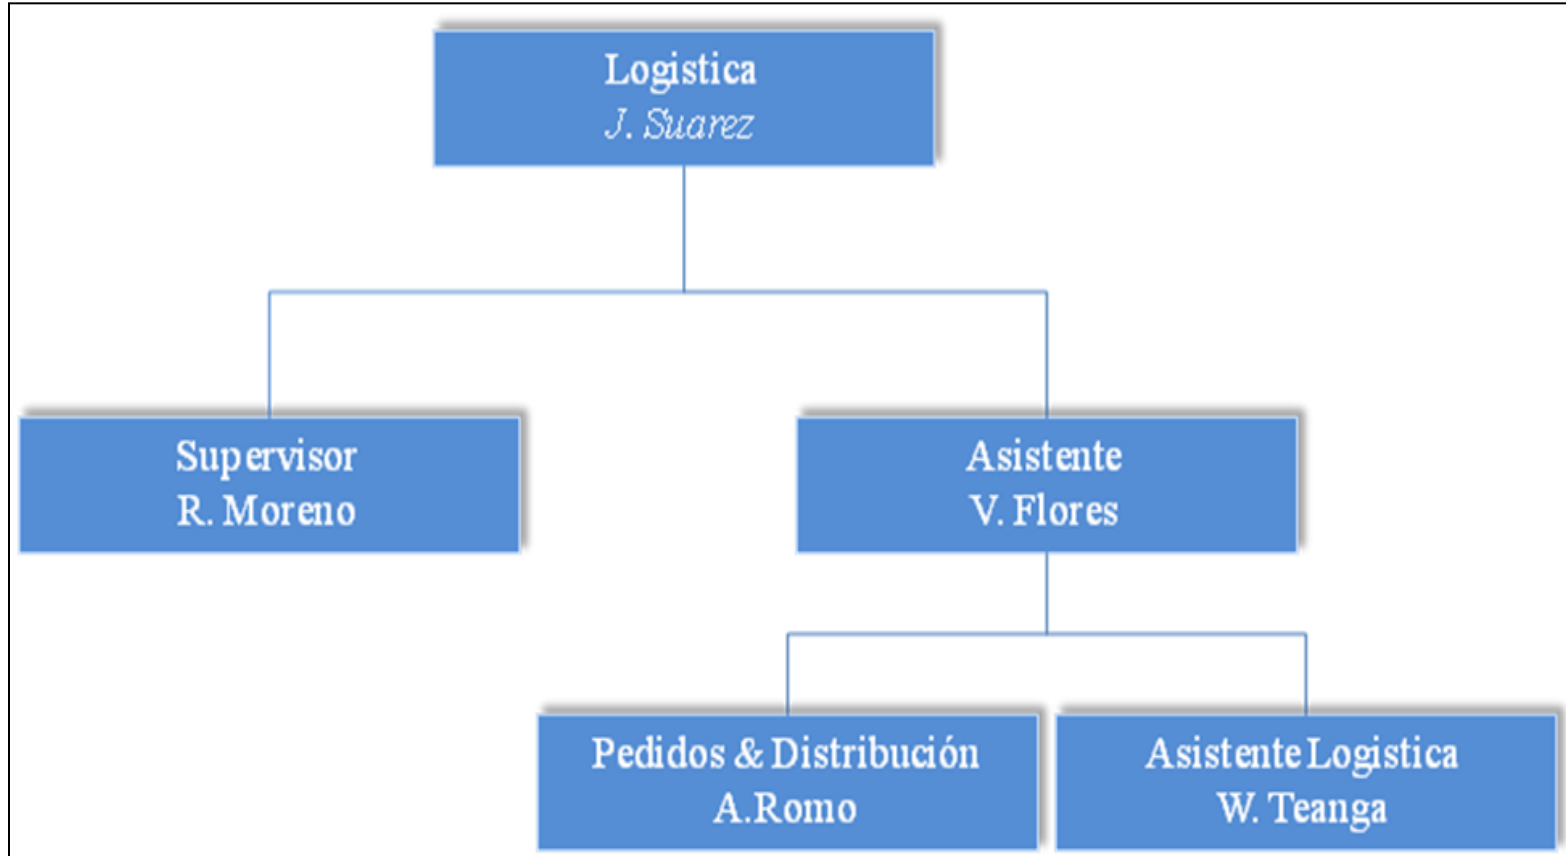 Logistica
J. Suarez
Supervisor
R. Moreno
Asistente
V. Flores
Pedidos & Distribución
A.Romo
Asistente Logistica
W. Teanga